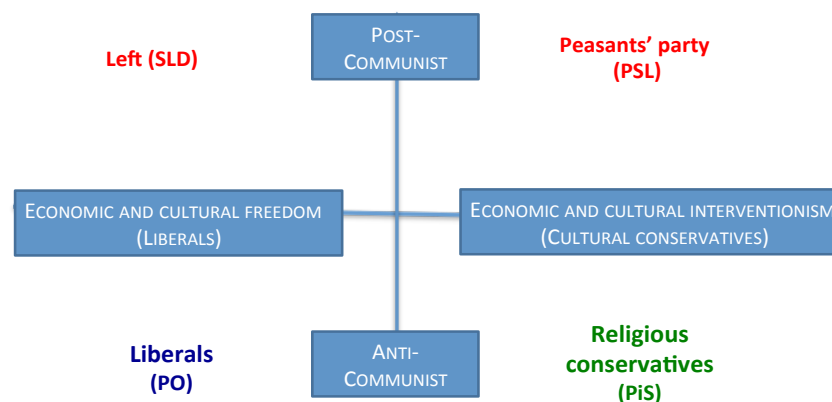 Left (SLD)
POST-
COMMUNIST
Peasants’ party
(PSL)
ECONOMIC AND CULTURAL FREEDOM
(LIBERALS)
ECONOMIC AND CULTURAL INTERVENTIONISM
(CULTURAL CONSERVATIVES)
Liberals
(PO)
ANTI-
COMMUNIST
Religious
conservatives
(PiS)